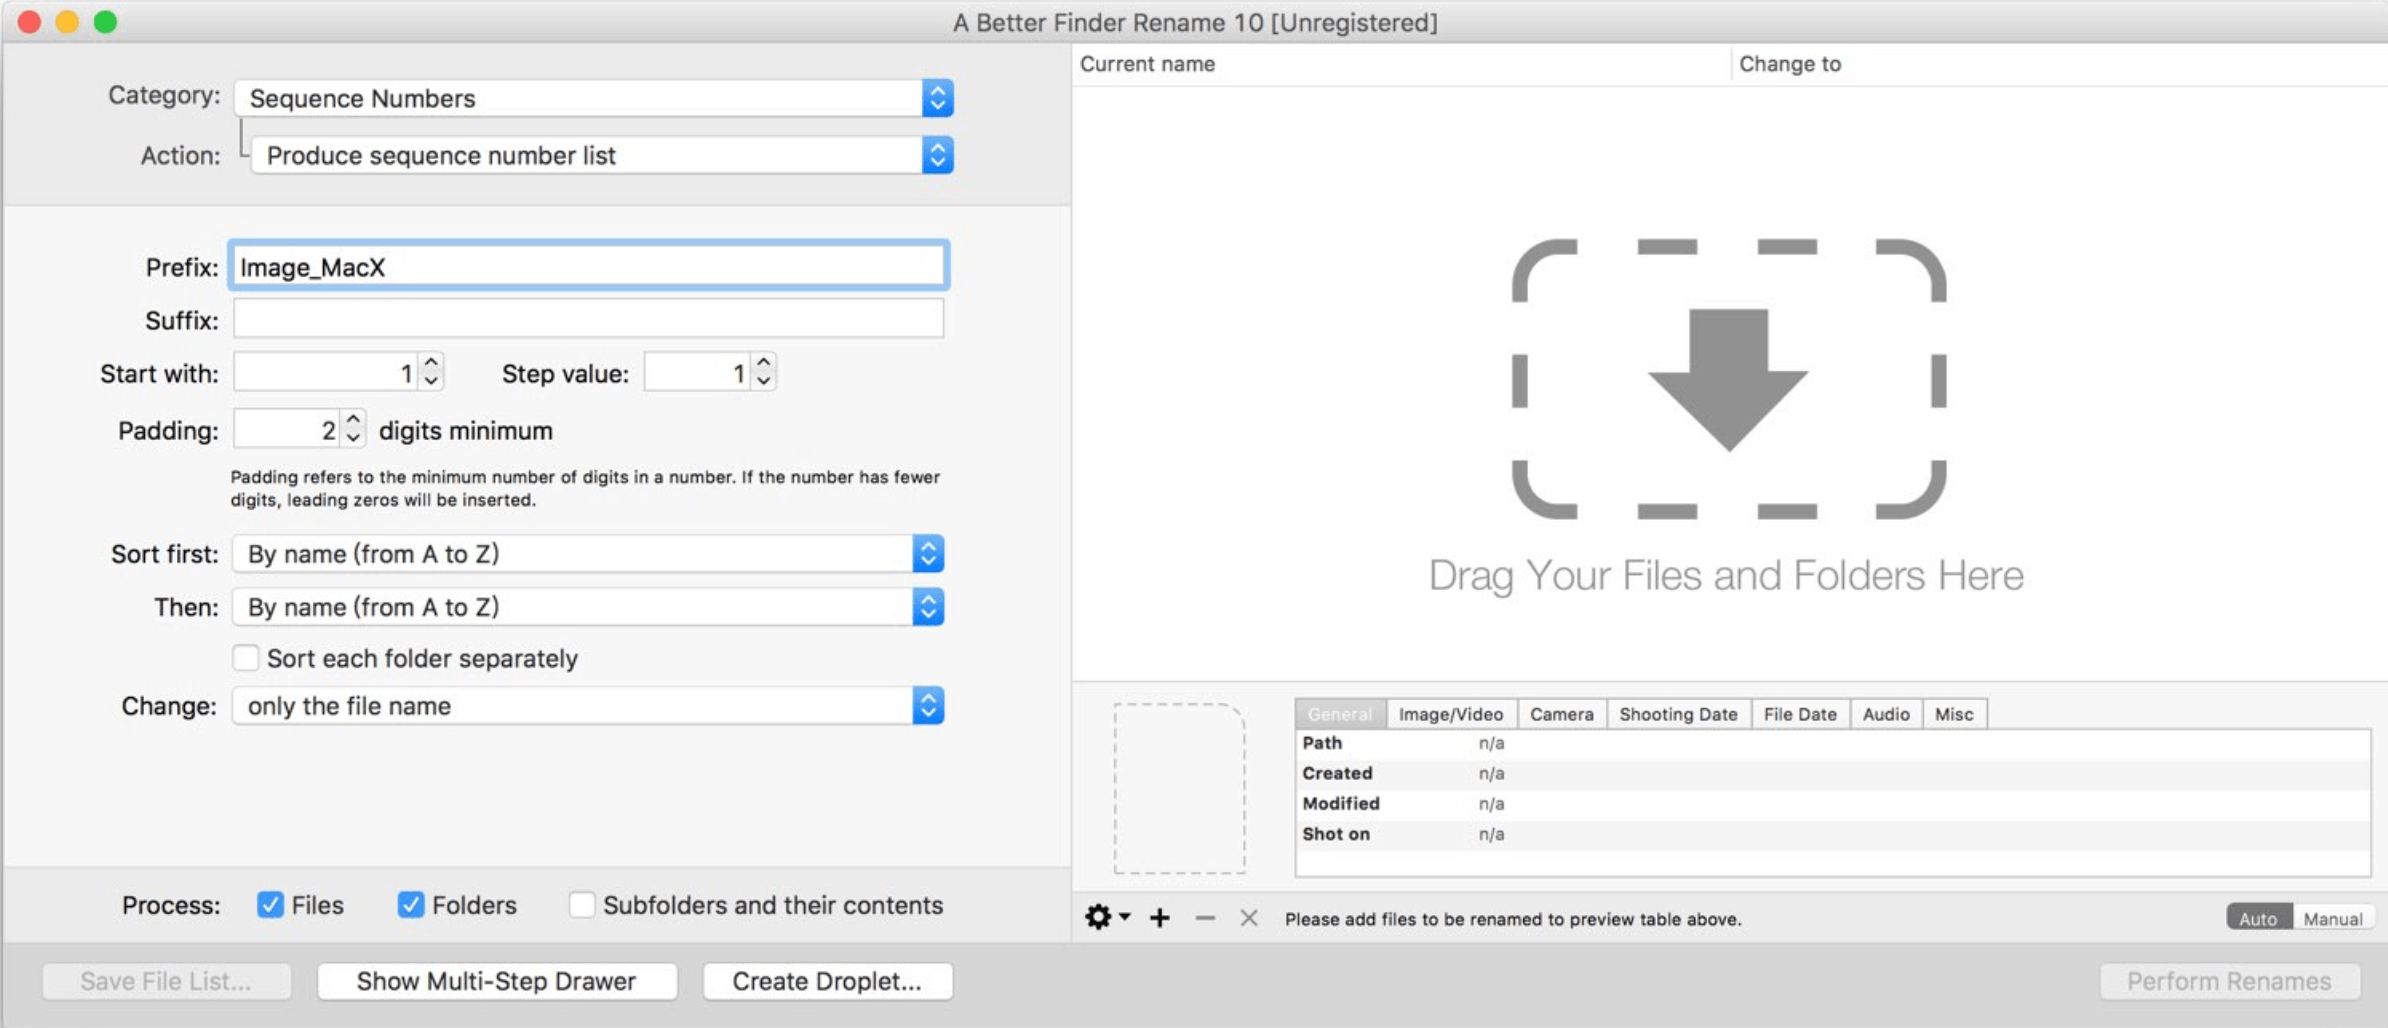 A Better Finder Rename 10 [Unregistered]
Category: Sequence Numbers
Action: Produce sequence number list
Prefix: Image_MacX
Suffix:
Start with: 1 Step value: 1
Padding: 2 digits minimum
Padding refers to the minimum number of digits in a number. If the number has fewer
digits, leading zeros will be inserted.
Sort first: By name (from A to Z)
Then: By name (from A to Z)
Sort each folder separately
Change: only the file name
Process: Files Folders Subfolders and their contents
Save File List... Show Multi-Step Drawer Create Droplet...
Current name Change to
Drag Your Files and Folders Here
General Image/Video Camera Shooting Date File Date Audio Misc
Path n/a
Created n/a
Modified n/a
Shot on n/a
Please add files to be renamed to preview table above. Auto Manual
Perform Renames